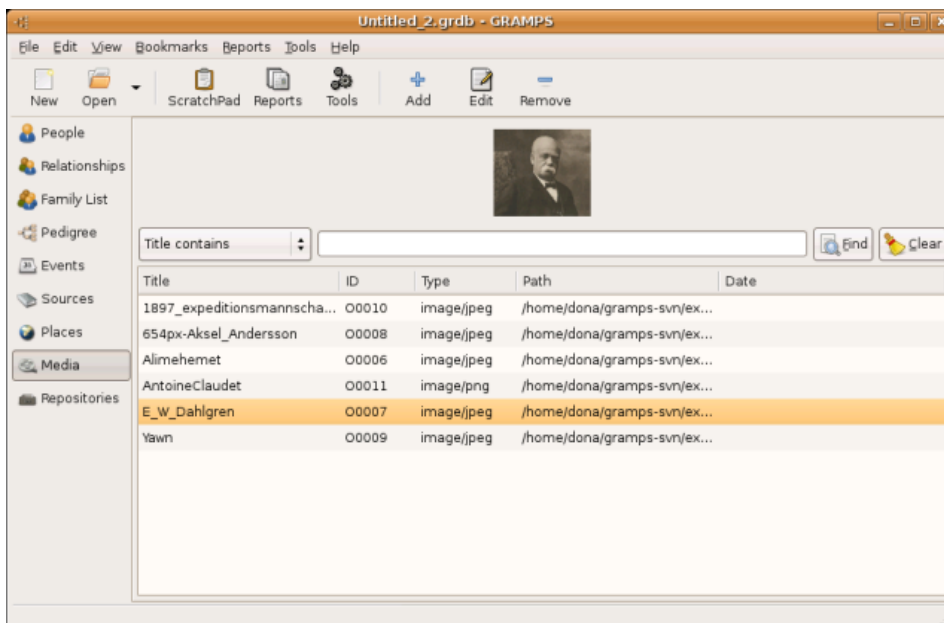 Untitled_2.grdb - GRAMPS
File Edit View Bookmarks Reports Tools Help
New Open ScratchPad Reports Tools Add Edit Remove
People
Relationships
Family List
Pedigree
Events
Sources
Places
Media
Repositories
Title contains Find Clear
Title ID Type Path Date
1897_expeditionsmannscha... O0010 image/jpeg /home/dona/gramps-svn/ex...
654px-Aksel_Andersson O0008 image/jpeg /home/dona/gramps-svn/ex...
Alimehemet O0006 image/jpeg /home/dona/gramps-svn/ex...
AntoineClaudet O0011 image/png /home/dona/gramps-svn/ex...
E_W_Dahlgren O0007 image/jpeg /home/dona/gramps-svn/ex...
Yawn O0009 image/jpeg /home/dona/gramps-svn/ex...